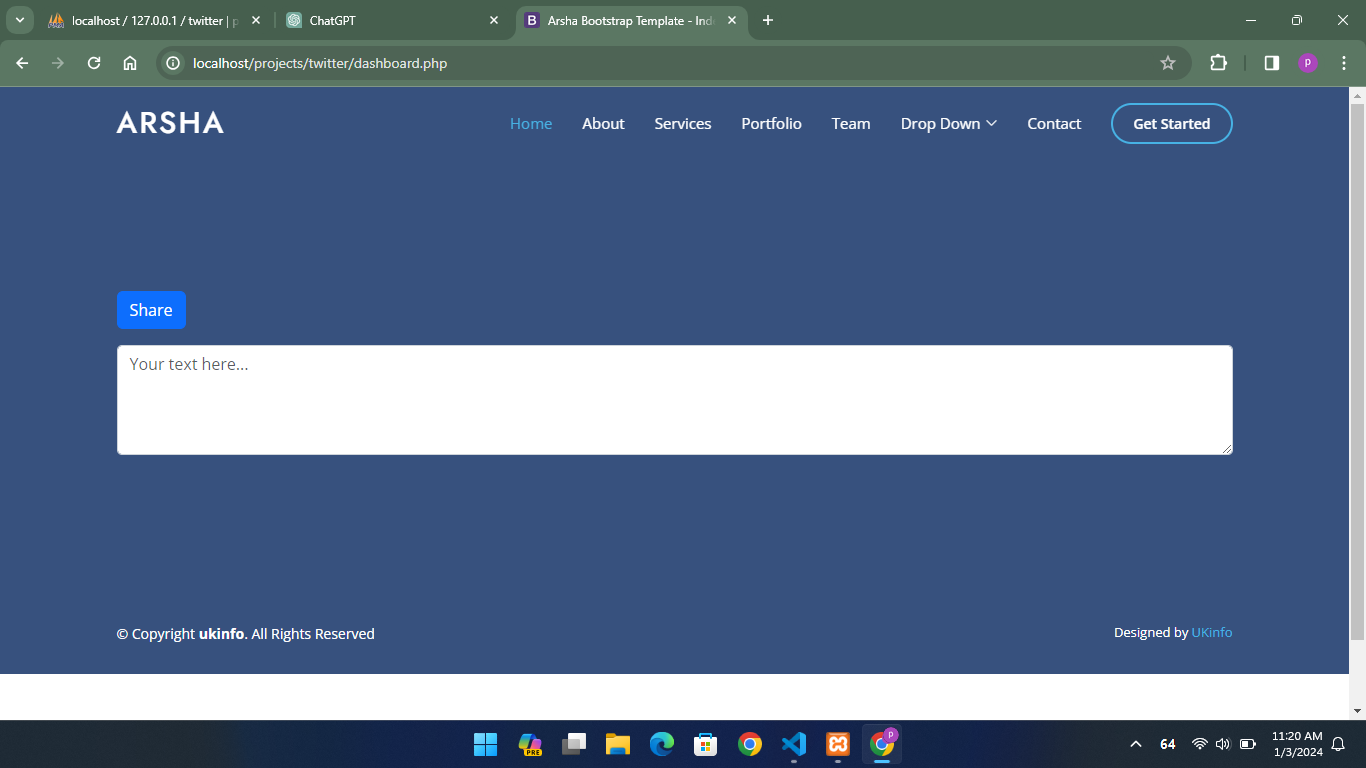 localhost / 127.0.0.1 / twitter | p
ChatGPT
Arsha Bootstrap Template - Ind
localhost/projects/twitter/dashboard.php
p
ARSHA
Home
About
Services
Portfolio
Team
Drop Down
Contact
Get Started
Share
Your text here...
© Copyright ukinfo. All Rights Reserved
Designed by UKinfo
PRE
p
64
11:20 AM
1/3/2024